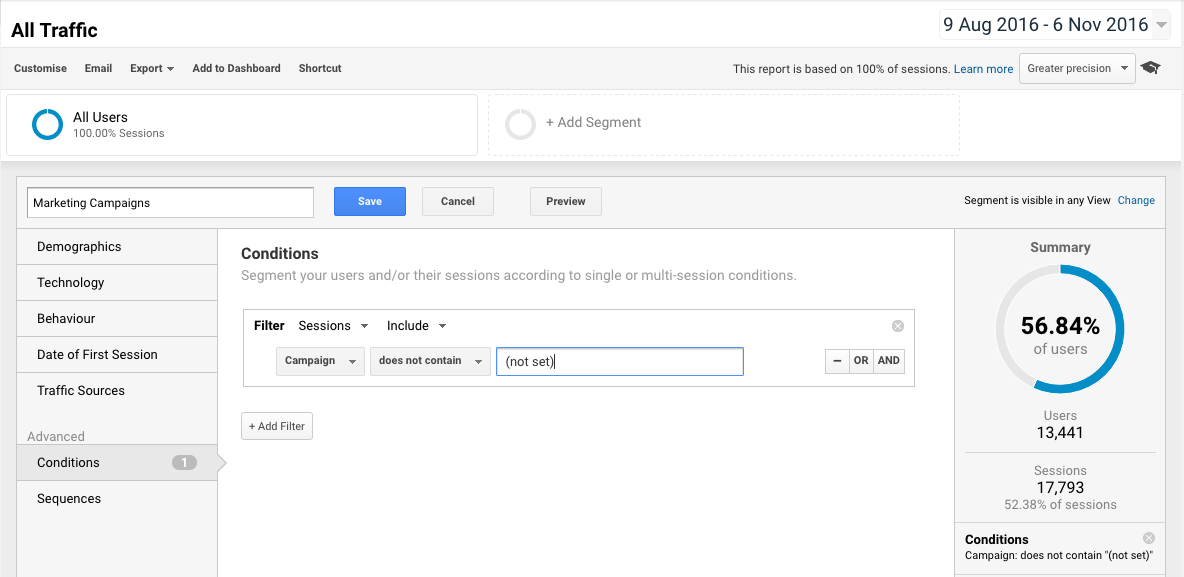 All Traffic
9 Aug 2016 - 6 Nov 2016
Customise Email Export Add to Dashboard Shortcut
This report is based on 100% of sessions. Learn more Greater precision
All Users
100.00% Sessions
+ Add Segment
Marketing Campaigns Save Cancel Preview
Segment is visible in any View Change
Demographics
Technology
Behaviour
Date of First Session
Traffic Sources
Advanced
Conditions 1
Sequences
Conditions
Segment your users and/or their sessions according to single or multi-session conditions.
Filter Sessions Include
Campaign does not contain (not set) – OR AND
+ Add Filter
Summary
56.84%
of users
Users
13,441
Sessions
17,793
52.38% of sessions
Conditions
Campaign: does not contain "(not set)"